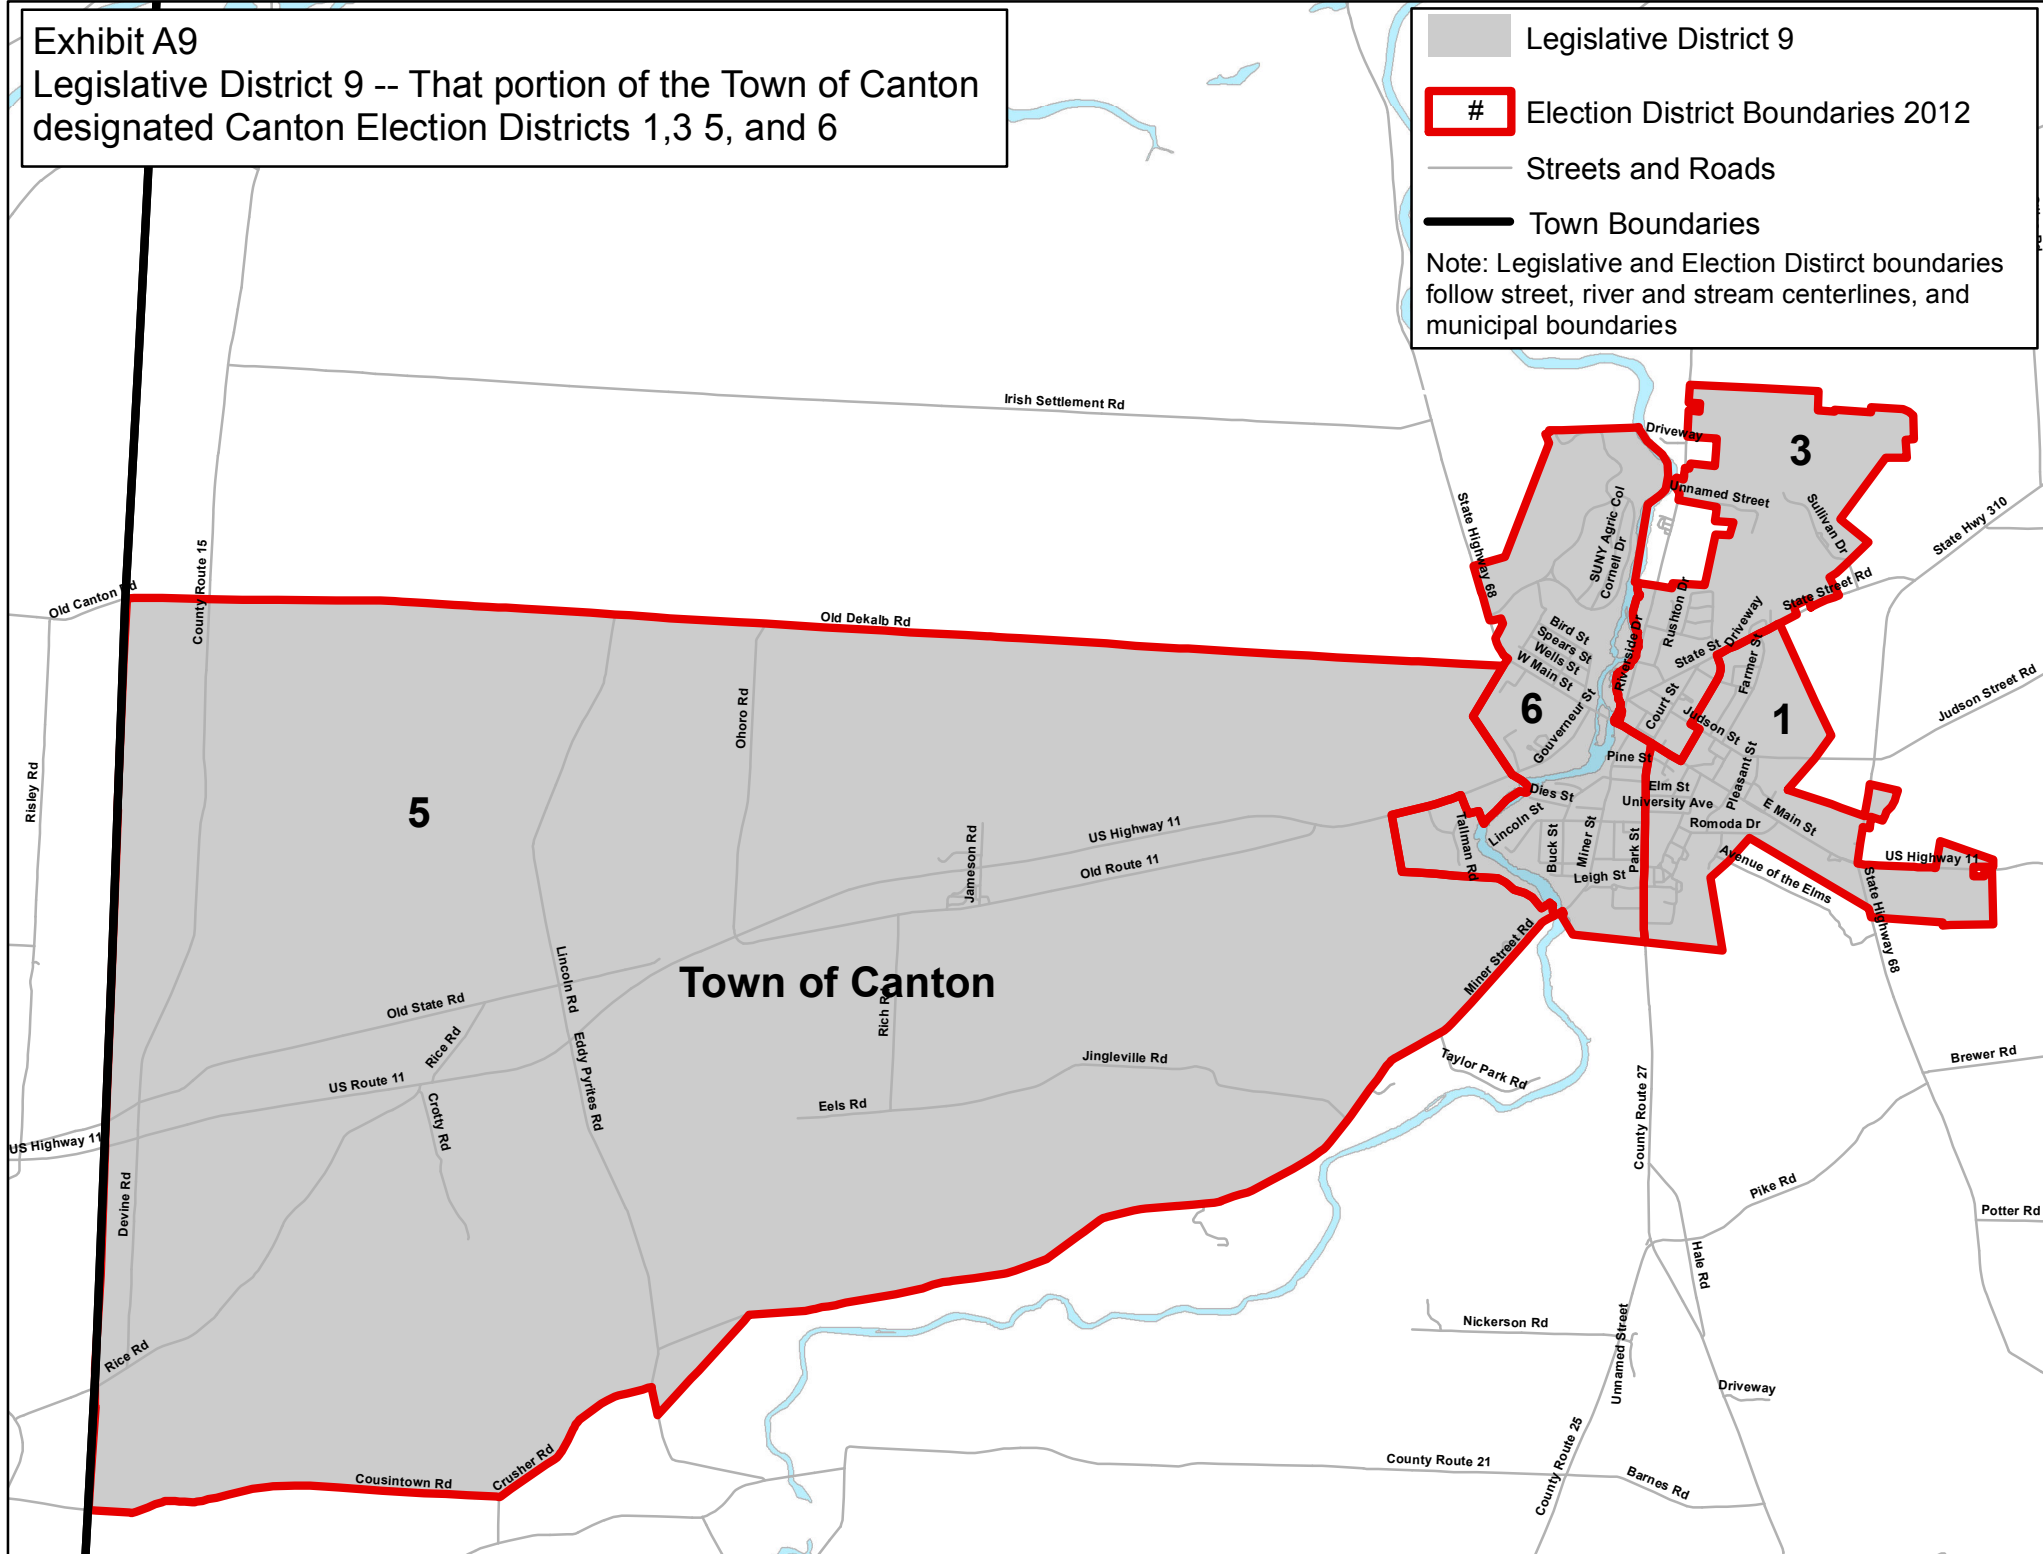 Exhibit A9
Legislative District 9 -- That portion of the Town of Canton
designated Canton Election Districts 1,3 5, and 6
Legislative District 9
# Election District Boundaries 2012
Streets and Roads
Town Boundaries
Note: Legislative and Election Distirct boundaries
follow street, river and stream centerlines, and
municipal boundaries
Irish Settlement Rd
Driveway
3
Unnamed Street
Sullivan Dr
State Hwy 310
State Highway 68
SUNY Agric Col
Cornell Dr
County Route 15
Old Canton Rd
Old Dekalb Rd
State Street Rd
Rushton Dr
Driveway
Bird St
Spears St
Wells St
W Main St
Riverside Dr
State St
Farmer St
Judson Street Rd
Ohoro Rd
6
Gouverneur St
Court St
Judson St
1
Risley Rd
5
Pine St
Dies St
Elm St
University Ave
Pleasant St
E Main St
Romoda Dr
US Highway 11
Old Route 11
Jameson Rd
Tallman Rd
Lincoln St
Buck St
Miner St
Park St
Leigh St
Avenue of the Elms
US Highway 11
State Highway 68
Miner Street Rd
Town of Canton
Lincoln Rd
Old State Rd
Rich Rd
Rice Rd
US Route 11
Eddy Pyrites Rd
Jingleville Rd
Taylor Park Rd
Brewer Rd
Eels Rd
Crotty Rd
US Highway 11
County Route 27
Devine Rd
Pike Rd
Potter Rd
Hale Rd
Nickerson Rd
Unnamed Street
Rice Rd
Driveway
Cousintown Rd
Crusher Rd
County Route 21
County Route 25
Barnes Rd